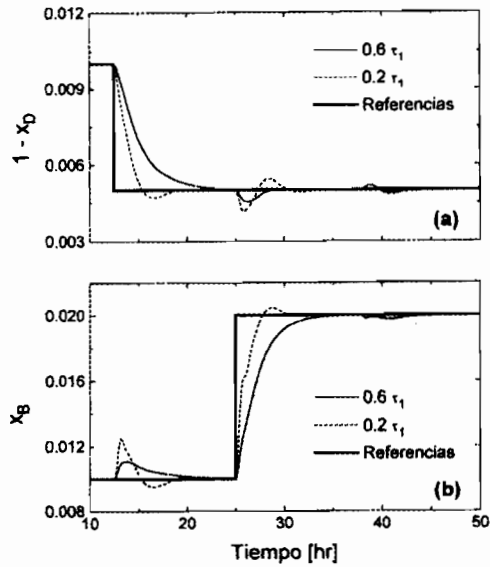 0.012
0.009
0.006
0.003
1 - x_D
0.6 τ₁
0.2 τ₁
Referencias
(a)
0.020
0.016
0.012
0.008
x_B
0.6 τ₁
0.2 τ₁
Referencias
(b)
10 20 30 40 50
Tiempo [hr]